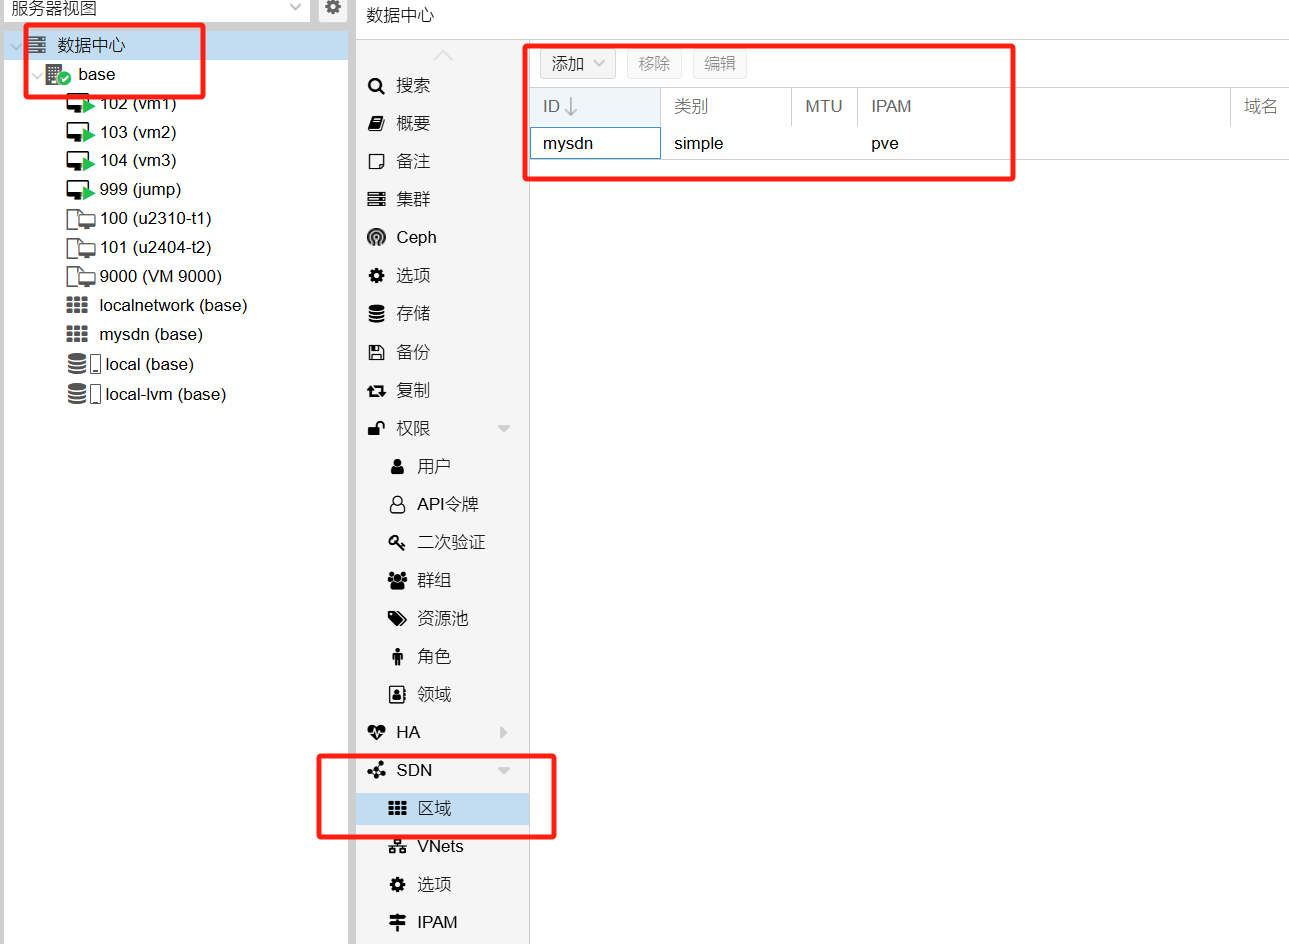 服务器视图
数据中心
base
102 (vm1)
103 (vm2)
104 (vm3)
999 (jump)
100 (u2310-t1)
101 (u2404-t2)
9000 (VM 9000)
localnetwork (base)
mysdn (base)
local (base)
local-lvm (base)
数据中心
搜索
概要
备注
集群
Ceph
选项
存储
备份
复制
权限
用户
API令牌
二次验证
群组
资源池
角色
领域
HA
SDN
区域
VNets
选项
IPAM
添加 移除 编辑
ID 类别 MTU IPAM 域名
mysdn simple pve